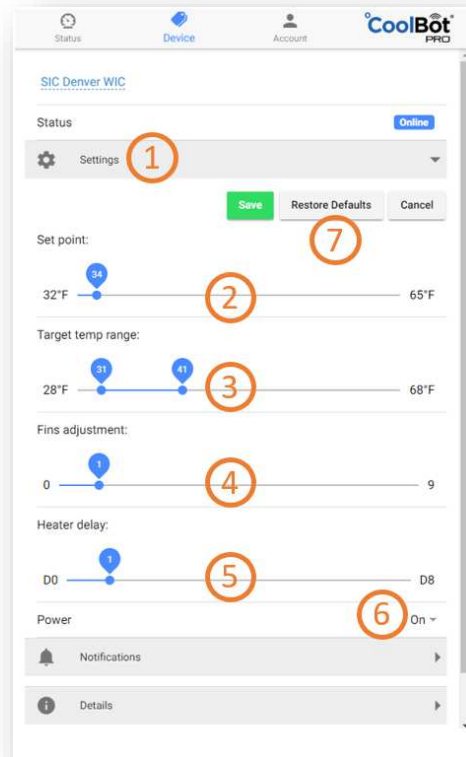 Status
Device
Account
°CoolBot
PRO
SIC Denver WIC
Status Online
Settings 1
Save Restore Defaults Cancel
7
Set point:
34
32°F 2 65°F
Target temp range:
31 41
28°F 3 68°F
Fins adjustment:
1
0 4 9
Heater delay:
1
D0 5 D8
Power 6 On
Notifications
Details